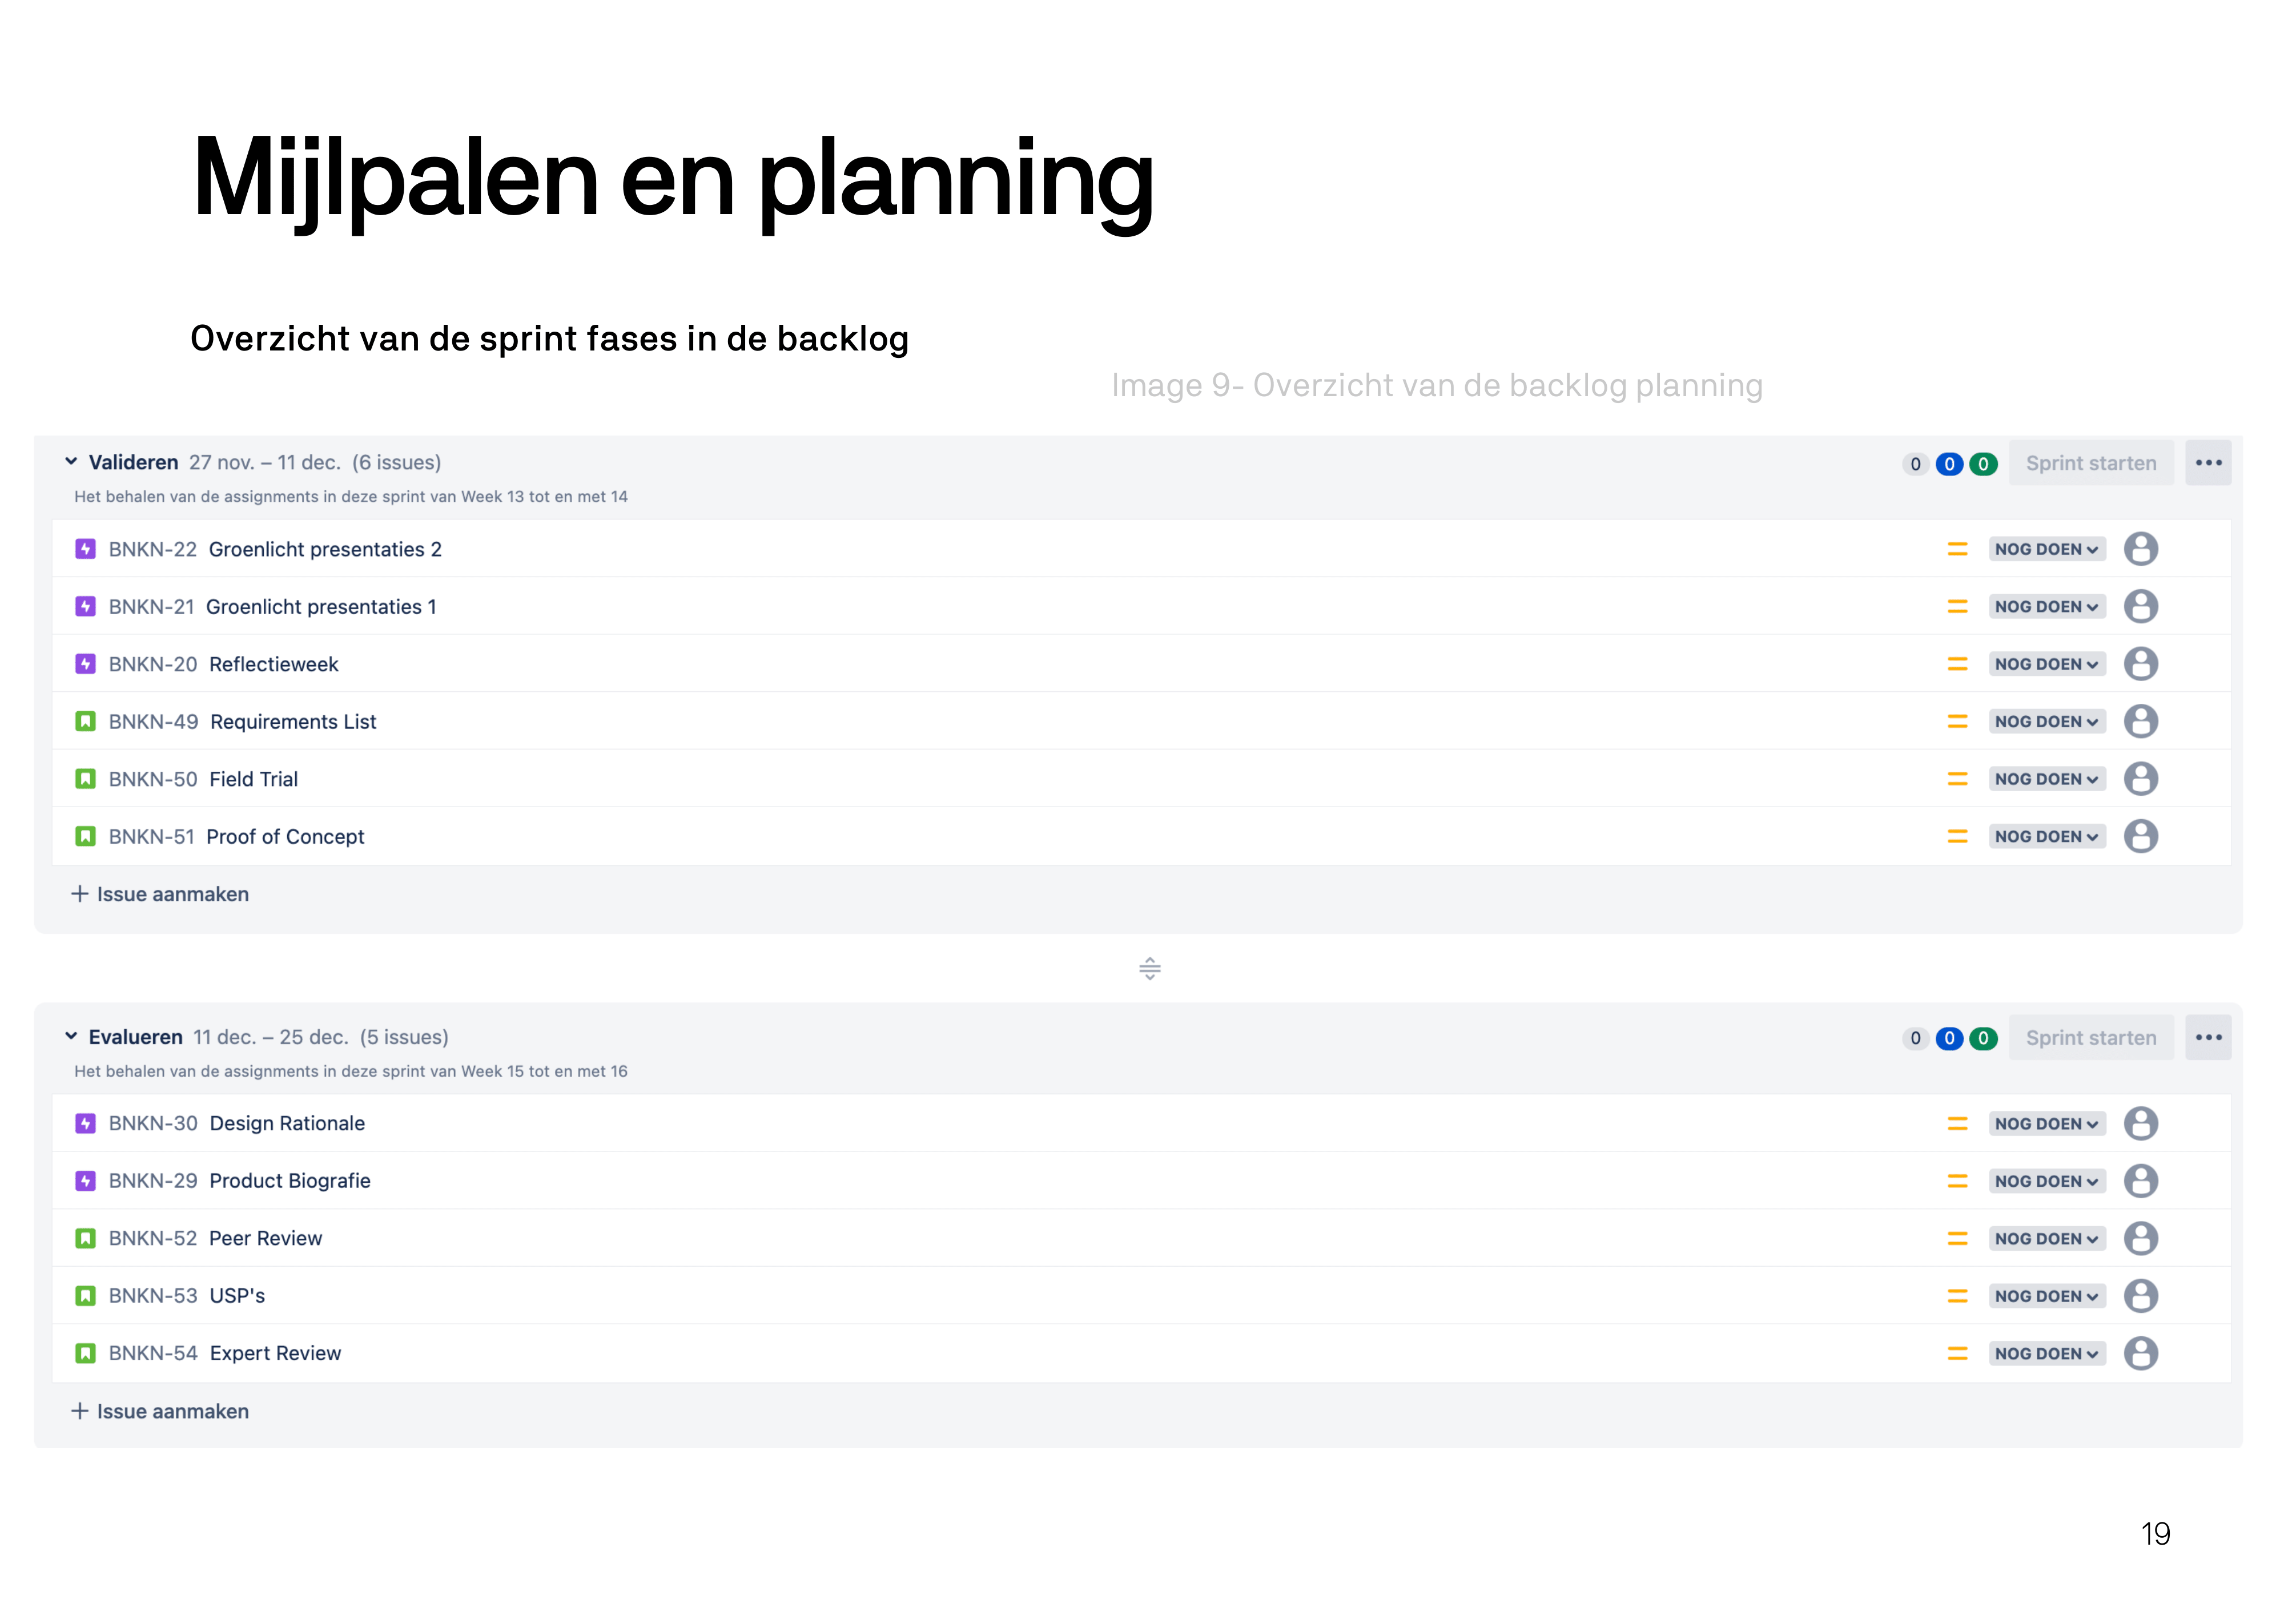 Mijlpalen en planning
Overzicht van de sprint fases in de backlog
Image 9- Overzicht van de backlog planning
Valideren 27 nov. – 11 dec. (6 issues) 0 0 0 Sprint starten
Het behalen van de assignments in deze sprint van Week 13 tot en met 14
BNKN-22 Groenlicht presentaties 2 NOG DOEN
BNKN-21 Groenlicht presentaties 1 NOG DOEN
BNKN-20 Reflectieweek NOG DOEN
BNKN-49 Requirements List NOG DOEN
BNKN-50 Field Trial NOG DOEN
BNKN-51 Proof of Concept NOG DOEN
+ Issue aanmaken
Evalueren 11 dec. – 25 dec. (5 issues) 0 0 0 Sprint starten
Het behalen van de assignments in deze sprint van Week 15 tot en met 16
BNKN-30 Design Rationale NOG DOEN
BNKN-29 Product Biografie NOG DOEN
BNKN-52 Peer Review NOG DOEN
BNKN-53 USP's NOG DOEN
BNKN-54 Expert Review NOG DOEN
+ Issue aanmaken
19